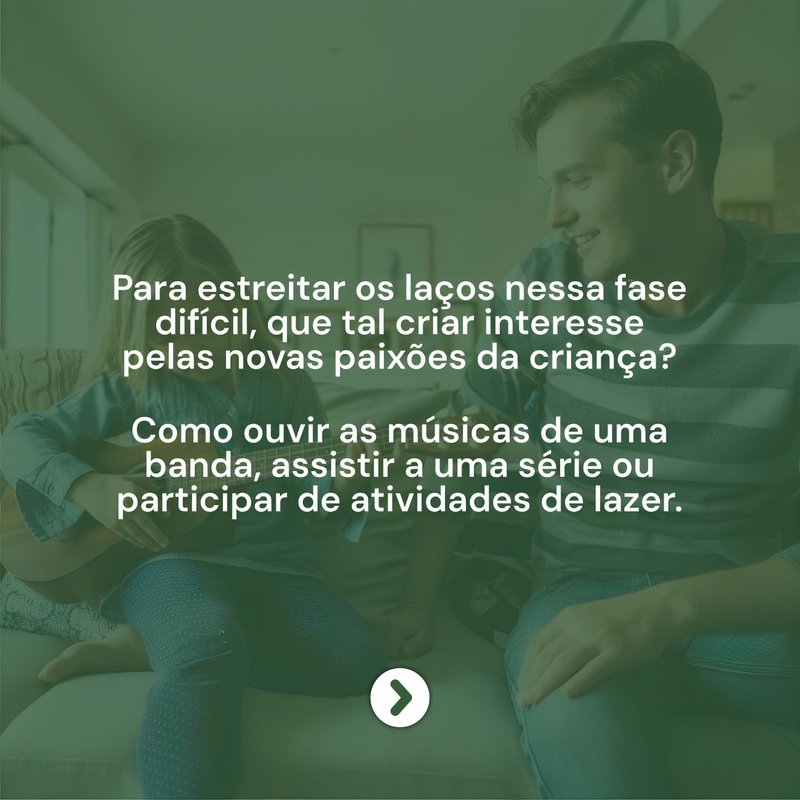 Para estreitar os laços nessa fase
difícil, que tal criar interesse
pelas novas paixões da criança?
Como ouvir as músicas de uma
banda, assistir a uma série ou
participar de atividades de lazer.